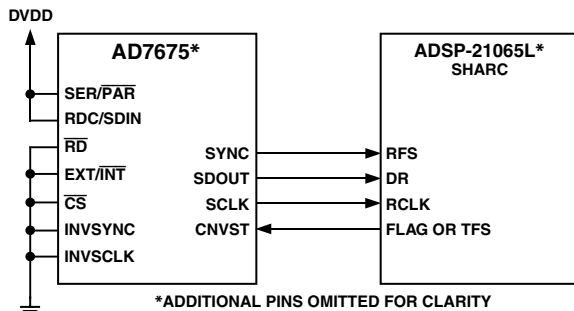 DVDD
AD7675*
ADSP-21065L*
SHARC
SER/PAR
RDC/SDIN
RD
EXT/INT
CS
INVSYNC
INVSCLK
SYNC
SDOUT
SCLK
CNVST
RFS
DR
RCLK
FLAG OR TFS
*ADDITIONAL PINS OMITTED FOR CLARITY